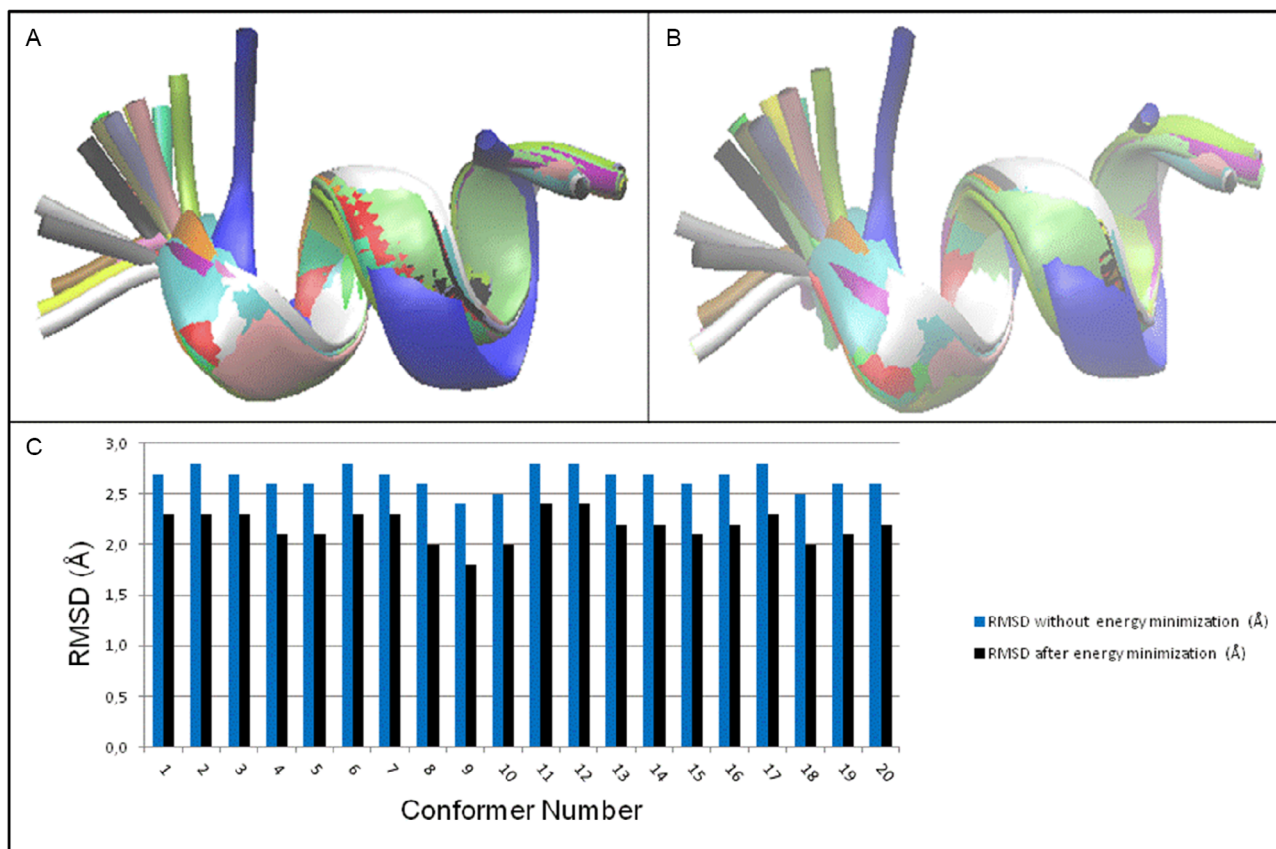 A
B
C
3,0
2,5
2,0
1,5
1,0
0,5
0,0
RMSD (Å)
1 2 3 4 5 6 7 8 9 10 11 12 13 14 15 16 17 18 19 20
Conformer Number
RMSD without energy minimization (Å)
RMSD after energy minimization (Å)